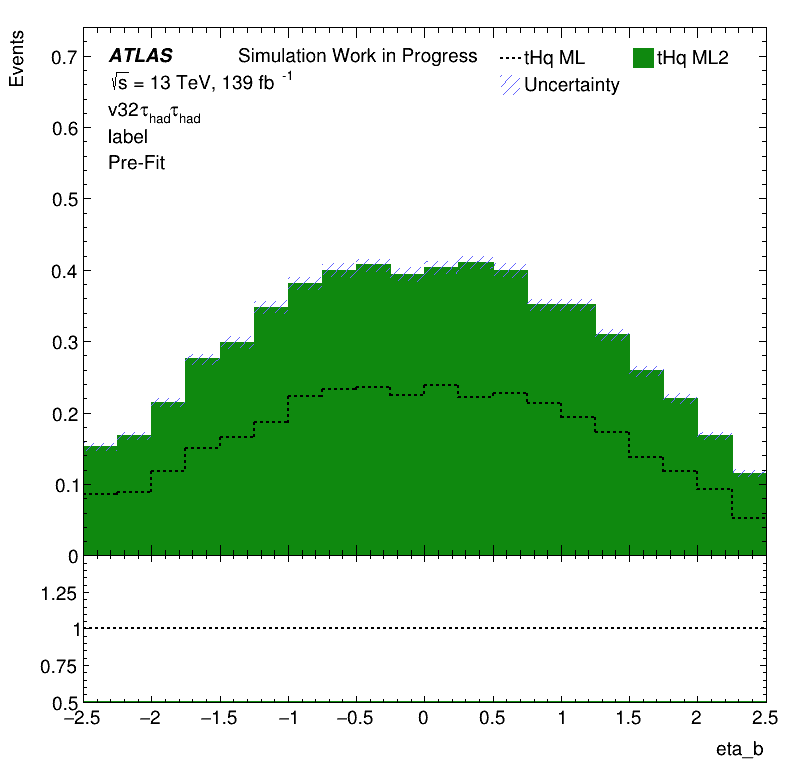 Events
ATLAS Simulation Work in Progress
√s = 13 TeV, 139 fb⁻¹
v32τhadτhad
label
Pre-Fit
tHq ML
tHq ML2
Uncertainty
0.7
0.6
0.5
0.4
0.3
0.2
0.1
0
1.25
1
0.75
0.5
−2.5 −2 −1.5 −1 −0.5 0 0.5 1 1.5 2 2.5
eta_b